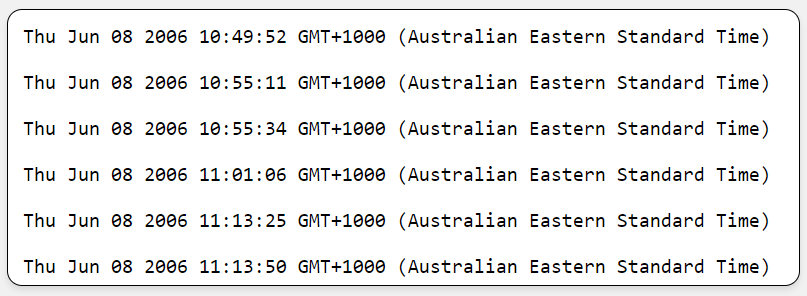 Thu Jun 08 2006 10:49:52 GMT+1000 (Australian Eastern Standard Time)
Thu Jun 08 2006 10:55:11 GMT+1000 (Australian Eastern Standard Time)
Thu Jun 08 2006 10:55:34 GMT+1000 (Australian Eastern Standard Time)
Thu Jun 08 2006 11:01:06 GMT+1000 (Australian Eastern Standard Time)
Thu Jun 08 2006 11:13:25 GMT+1000 (Australian Eastern Standard Time)
Thu Jun 08 2006 11:13:50 GMT+1000 (Australian Eastern Standard Time)